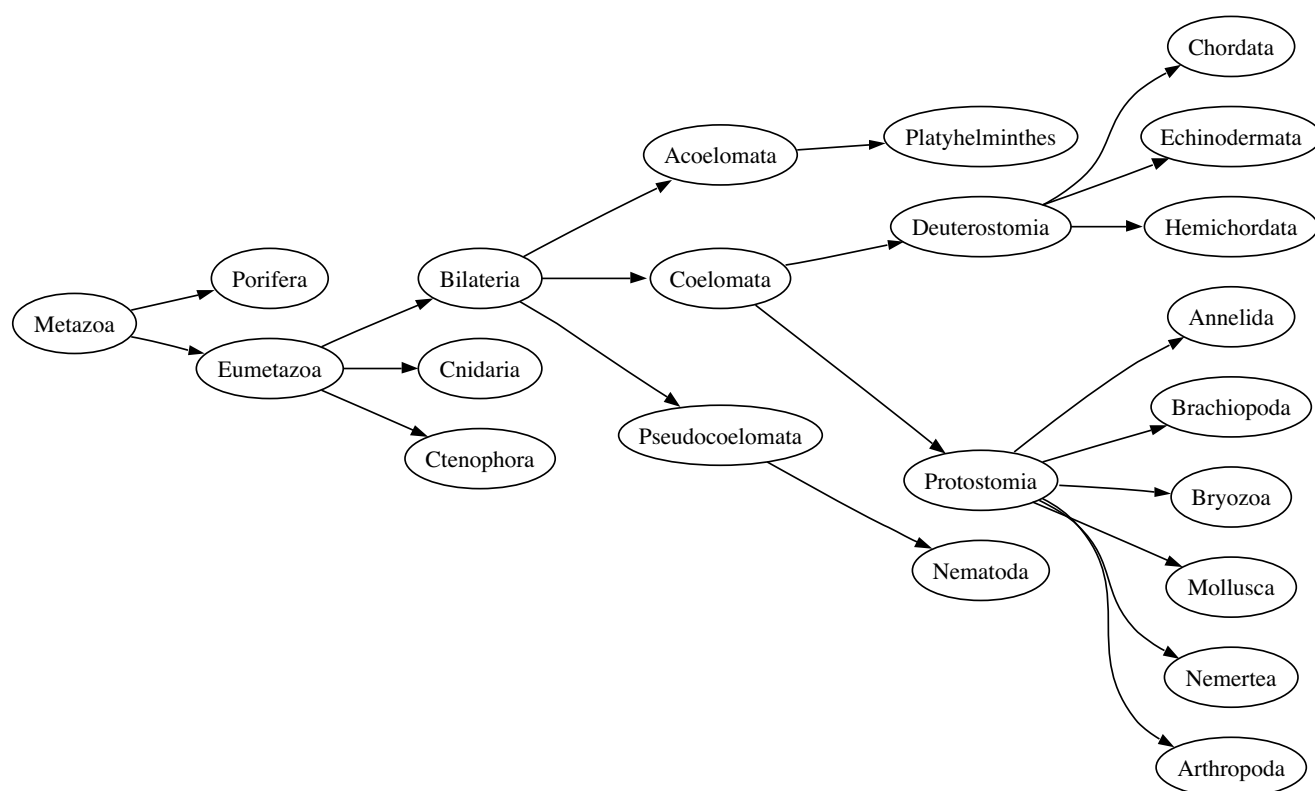 Chordata
Echinodermata
Platyhelminthes
Acoelomata
Deuterostomia
Hemichordata
Porifera
Bilateria
Coelomata
Metazoa
Annelida
Eumetazoa
Cnidaria
Brachiopoda
Pseudocoelomata
Ctenophora
Protostomia
Bryozoa
Nematoda
Mollusca
Nemertea
Arthropoda